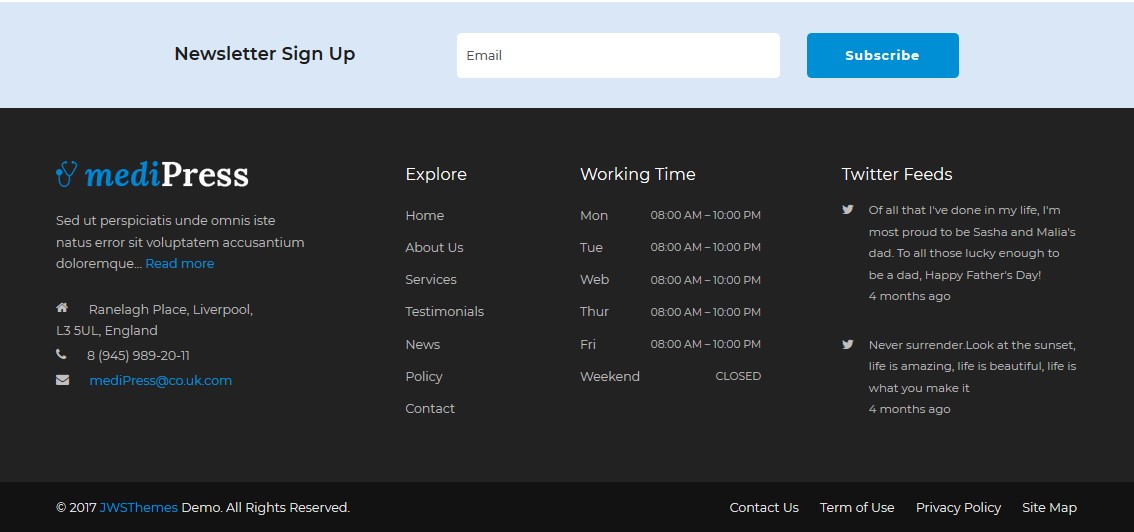 Newsletter Sign Up
Email
Subscribe
mediPress
Sed ut perspiciatis unde omnis iste
natus error sit voluptatem accusantium
doloremque... Read more
Ranelagh Place, Liverpool,
L3 5UL, England
8 (945) 989-20-11
mediPress@co.uk.com
Explore
Home
About Us
Services
Testimonials
News
Policy
Contact
Working Time
Mon 08:00 AM – 10:00 PM
Tue 08:00 AM – 10:00 PM
Web 08:00 AM – 10:00 PM
Thur 08:00 AM – 10:00 PM
Fri 08:00 AM – 10:00 PM
Weekend CLOSED
Twitter Feeds
Of all that I've done in my life, I'm
most proud to be Sasha and Malia's
dad. To all those lucky enough to
be a dad, Happy Father's Day!
4 months ago
Never surrender.Look at the sunset,
life is amazing, life is beautiful, life is
what you make it
4 months ago
© 2017 JWSThemes Demo. All Rights Reserved.
Contact Us Term of Use Privacy Policy Site Map